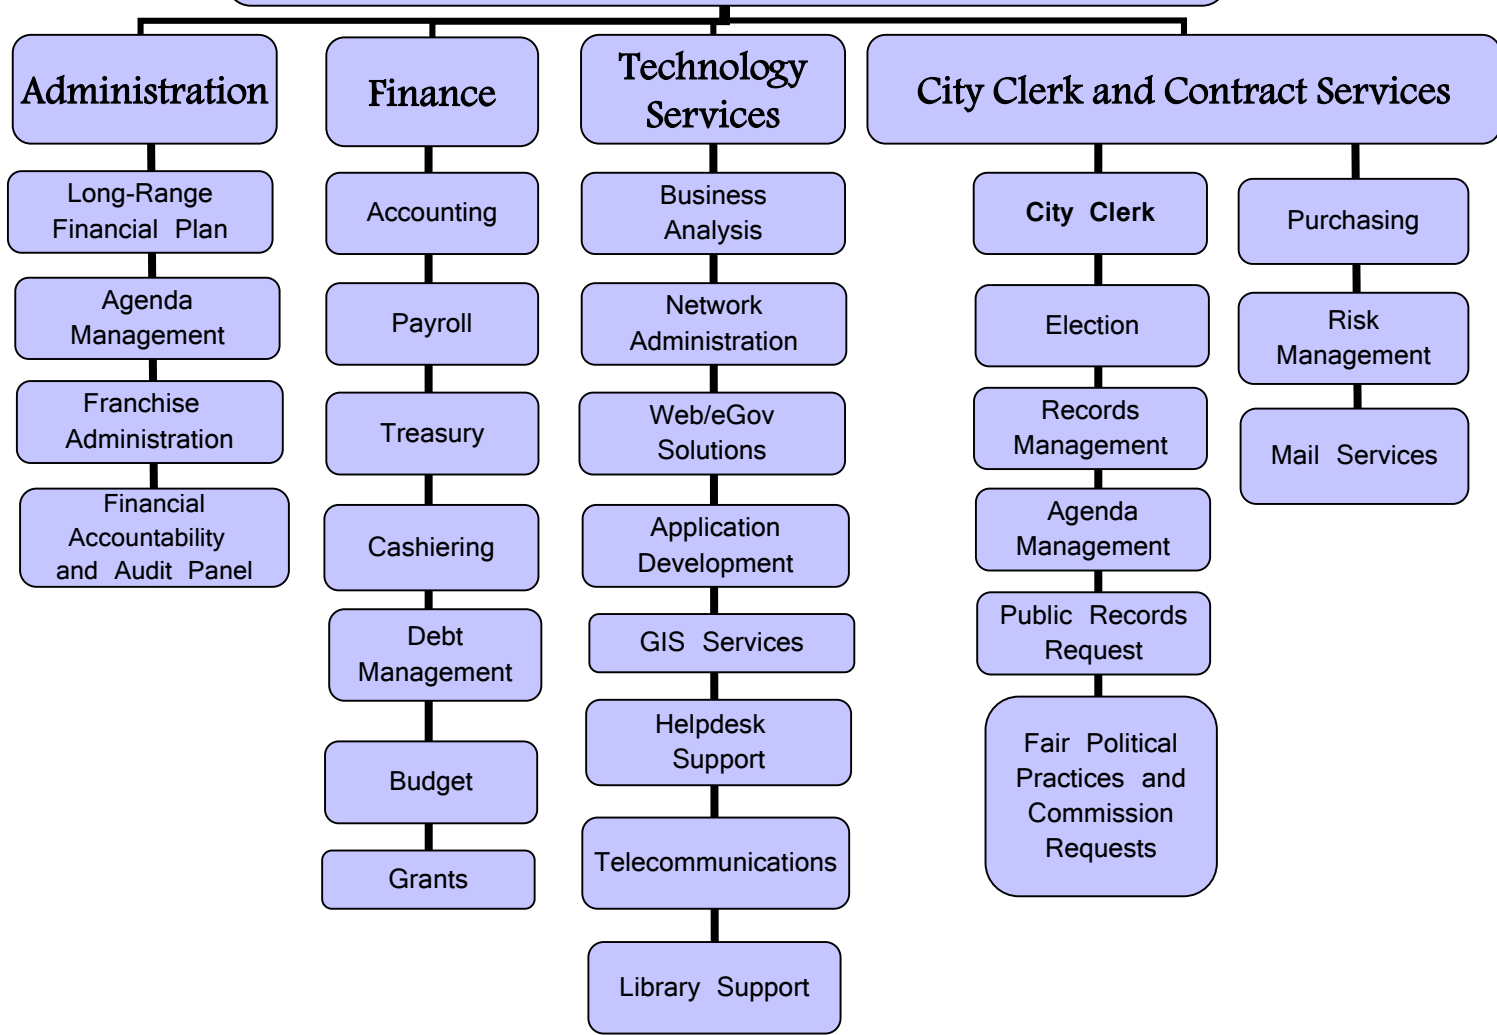 Administration
Long-Range
Financial Plan
Agenda
Management
Franchise
Administration
Financial
Accountability
and Audit Panel
Finance
Accounting
Payroll
Treasury
Cashiering
Debt
Management
Budget
Grants
Technology
Services
Business
Analysis
Network
Administration
Web/eGov
Solutions
Application
Development
GIS Services
Helpdesk
Support
Telecommunications
Library Support
City Clerk and Contract Services
City Clerk
Election
Records
Management
Agenda
Management
Public Records
Request
Fair Political
Practices and
Commission
Requests
Purchasing
Risk
Management
Mail Services